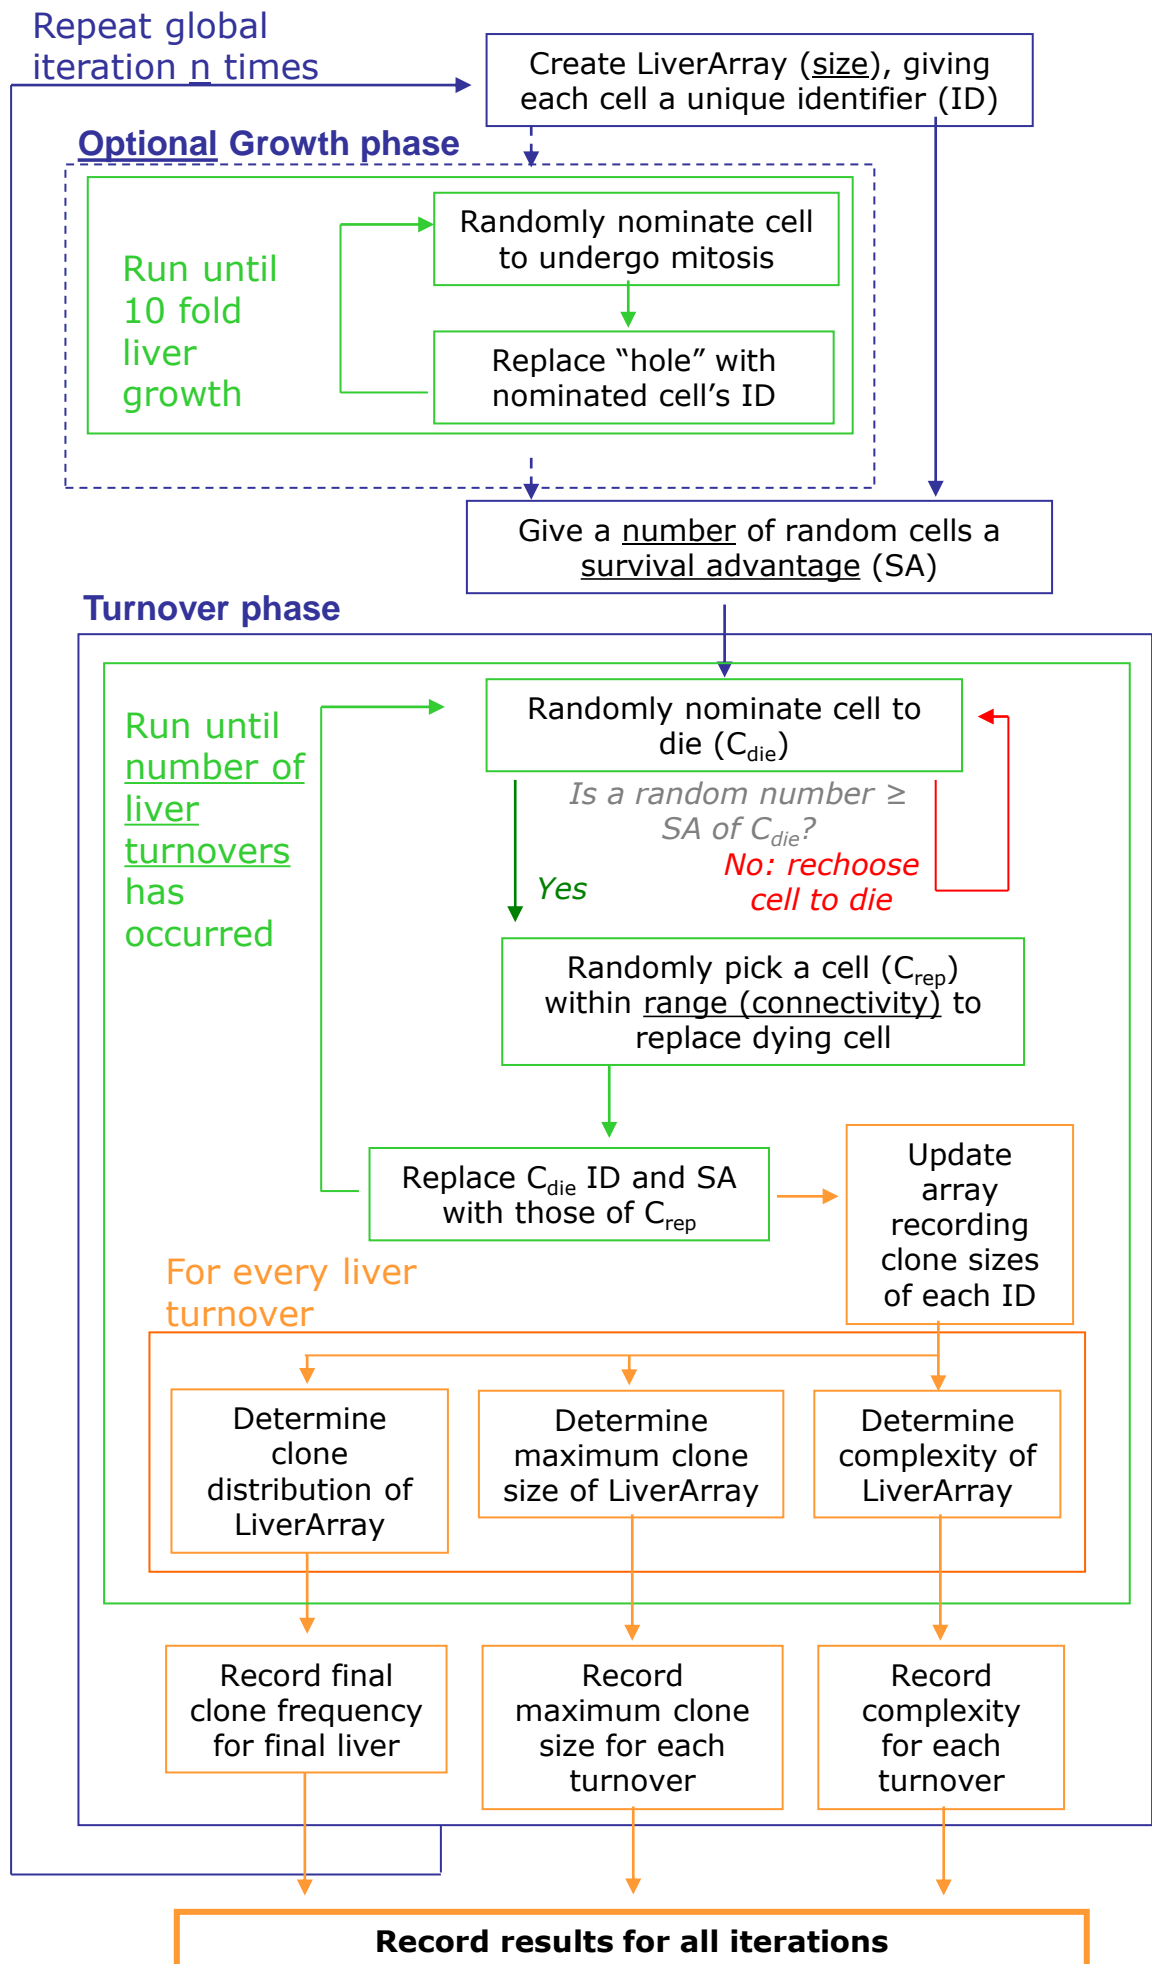 Repeat global
iteration n times
Create LiverArray (size), giving
each cell a unique identifier (ID)
Optional Growth phase
Randomly nominate cell
to undergo mitosis
Run until
10 fold
liver
growth
Replace “hole” with
nominated cell’s ID
Give a number of random cells a
survival advantage (SA)
Turnover phase
Randomly nominate cell to
die (Cdie)
Run until
number of
liver
turnovers
has
occurred
Is a random number ≥
SA of Cdie?
No: rechoose
cell to die
Yes
Randomly pick a cell (Crep)
within range (connectivity) to
replace dying cell
Replace Cdie ID and SA
with those of Crep
Update
array
recording
clone sizes
of each ID
For every liver
turnover
Determine
clone
distribution of
LiverArray
Determine
maximum clone
size of LiverArray
Determine
complexity of
LiverArray
Record final
clone frequency
for final liver
Record
maximum clone
size for each
turnover
Record
complexity
for each
turnover
Record results for all iterations